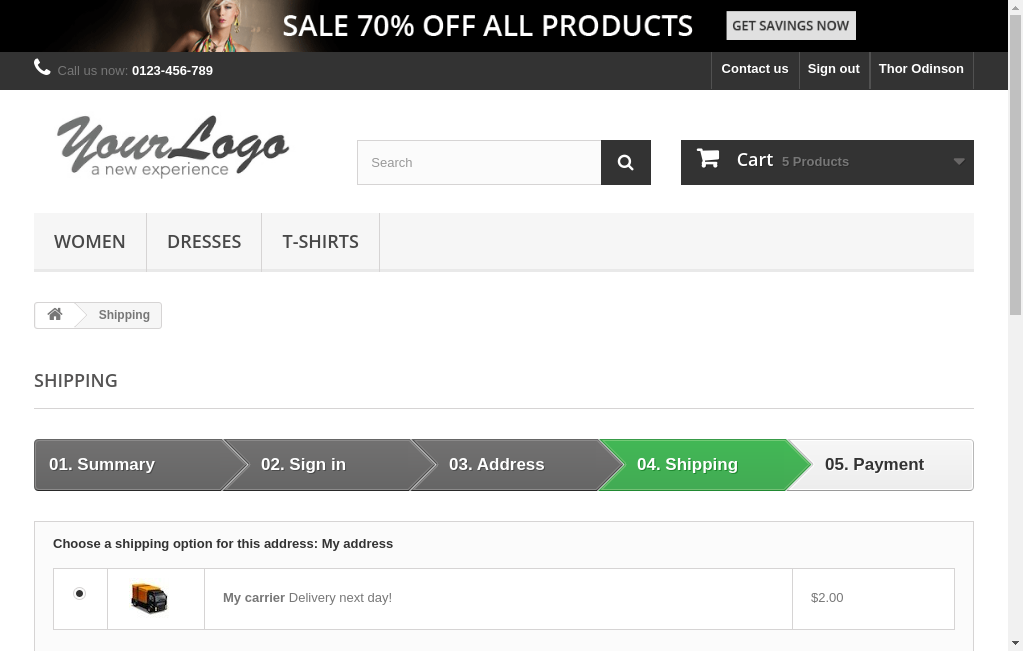 SALE 70% OFF ALL PRODUCTS GET SAVINGS NOW
Call us now: 0123-456-789 Contact us Sign out Thor Odinson
YourLogo
a new experience
Search
Cart 5 Products
WOMEN DRESSES T-SHIRTS
Shipping
SHIPPING
01. Summary 02. Sign in 03. Address 04. Shipping 05. Payment
Choose a shipping option for this address: My address
My carrier Delivery next day! $2.00